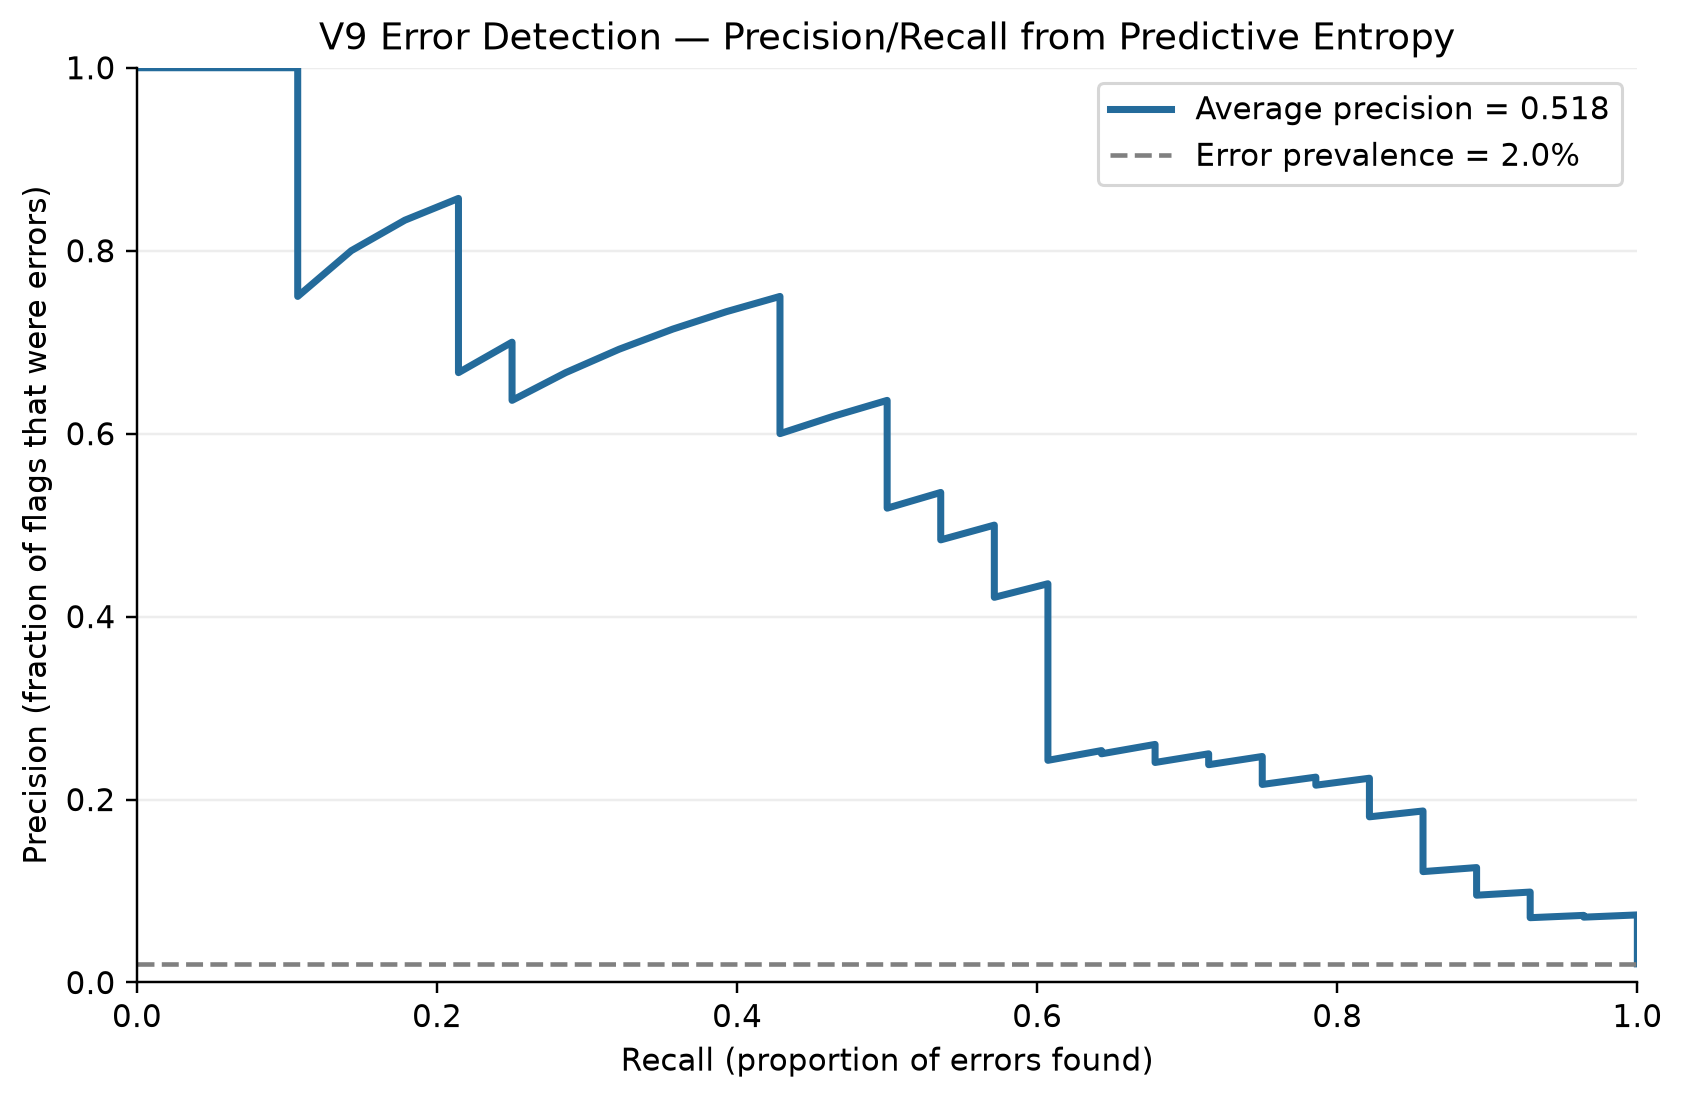 V9 Error Detection — Precision/Recall from Predictive Entropy
Average precision = 0.518
Error prevalence = 2.0%
Precision (fraction of flags that were errors)
1.0
0.8
0.6
0.4
0.2
0.0
0.0 0.2 0.4 0.6 0.8 1.0
Recall (proportion of errors found)